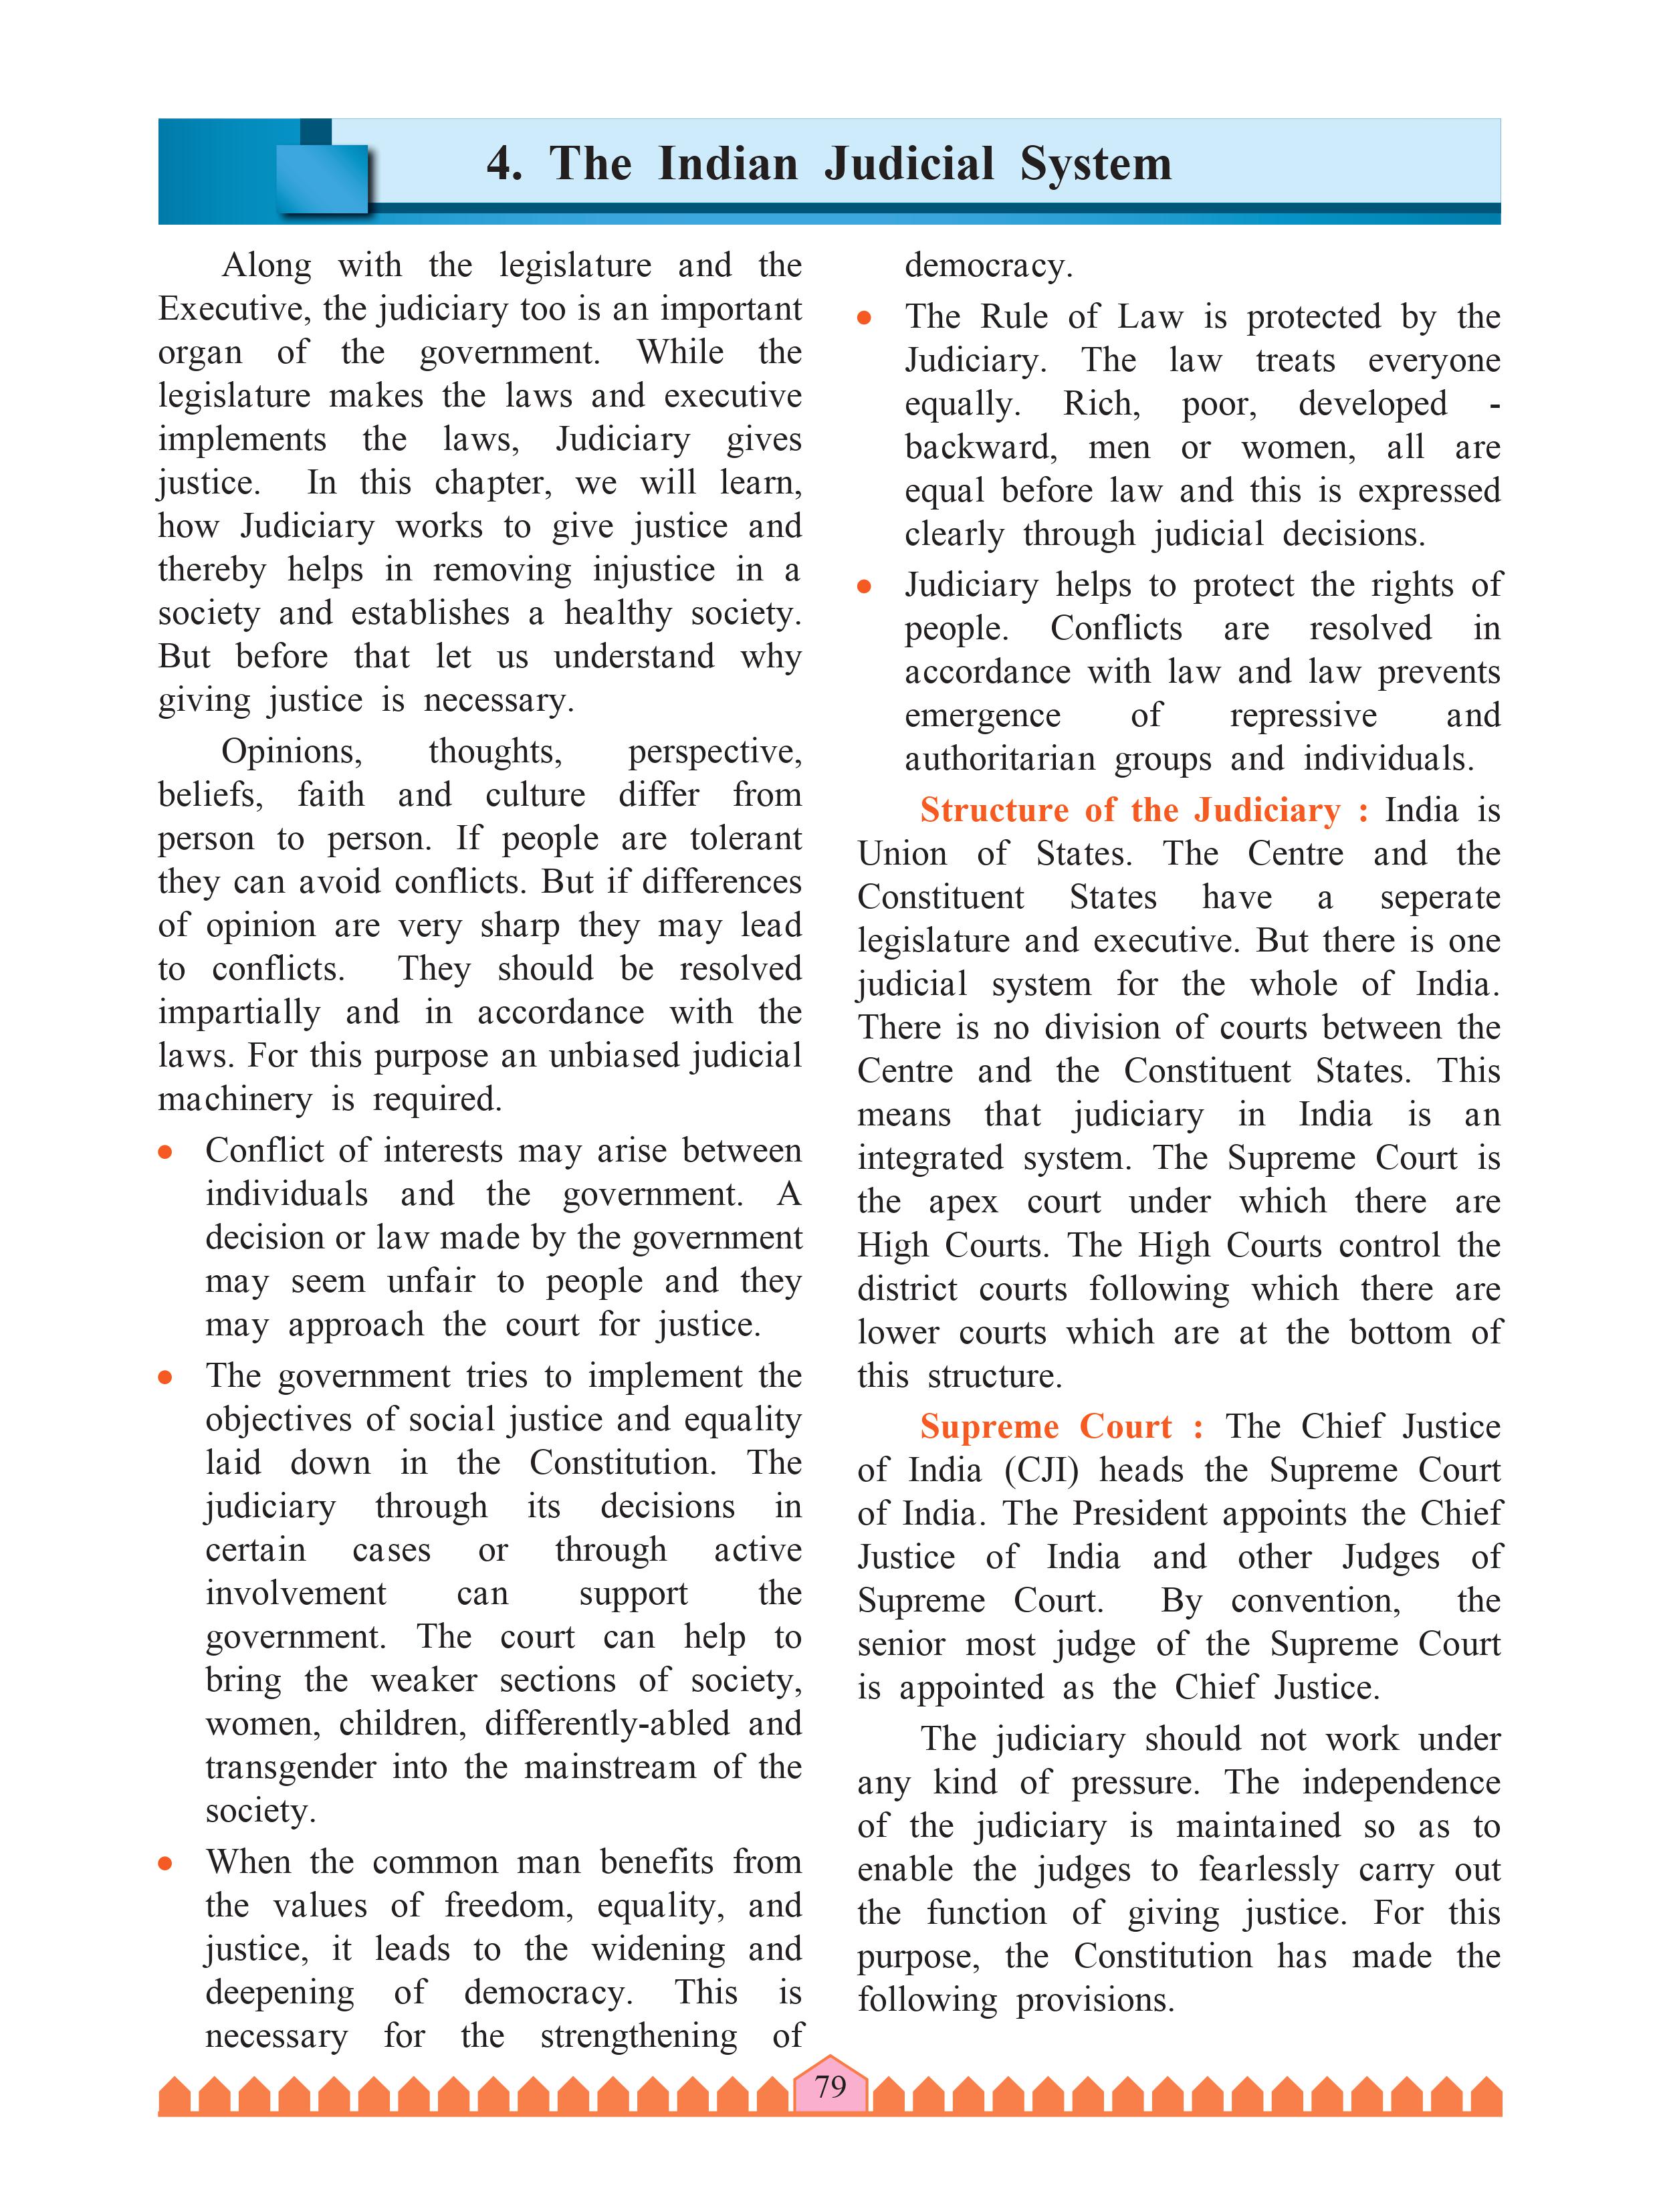 4. The Indian Judicial System
Along with the legislature and the
Executive, the judiciary too is an important
organ of the government. While the
legislature makes the laws and executive
implements the laws, Judiciary gives
justice. In this chapter, we will learn,
how Judiciary works to give justice and
thereby helps in removing injustice in a
society and establishes a healthy society.
But before that let us understand why
giving justice is necessary.
Opinions, thoughts, perspective,
beliefs, faith and culture differ from
person to person. If people are tolerant
they can avoid conflicts. But if differences
of opinion are very sharp they may lead
to conflicts. They should be resolved
impartially and in accordance with the
laws. For this purpose an unbiased judicial
machinery is required.
• Conflict of interests may arise between
individuals and the government. A
decision or law made by the government
may seem unfair to people and they
may approach the court for justice.
• The government tries to implement the
objectives of social justice and equality
laid down in the Constitution. The
judiciary through its decisions in
certain cases or through active
involvement can support the
government. The court can help to
bring the weaker sections of society,
women, children, differently-abled and
transgender into the mainstream of the
society.
• When the common man benefits from
the values of freedom, equality, and
justice, it leads to the widening and
deepening of democracy. This is
necessary for the strengthening of
democracy.
• The Rule of Law is protected by the
Judiciary. The law treats everyone
equally. Rich, poor, developed -
backward, men or women, all are
equal before law and this is expressed
clearly through judicial decisions.
• Judiciary helps to protect the rights of
people. Conflicts are resolved in
accordance with law and law prevents
emergence of repressive and
authoritarian groups and individuals.
Structure of the Judiciary : India is
Union of States. The Centre and the
Constituent States have a seperate
legislature and executive. But there is one
judicial system for the whole of India.
There is no division of courts between the
Centre and the Constituent States. This
means that judiciary in India is an
integrated system. The Supreme Court is
the apex court under which there are
High Courts. The High Courts control the
district courts following which there are
lower courts which are at the bottom of
this structure.
Supreme Court : The Chief Justice
of India (CJI) heads the Supreme Court
of India. The President appoints the Chief
Justice of India and other Judges of
Supreme Court. By convention, the
senior most judge of the Supreme Court
is appointed as the Chief Justice.
The judiciary should not work under
any kind of pressure. The independence
of the judiciary is maintained so as to
enable the judges to fearlessly carry out
the function of giving justice. For this
purpose, the Constitution has made the
following provisions.
79